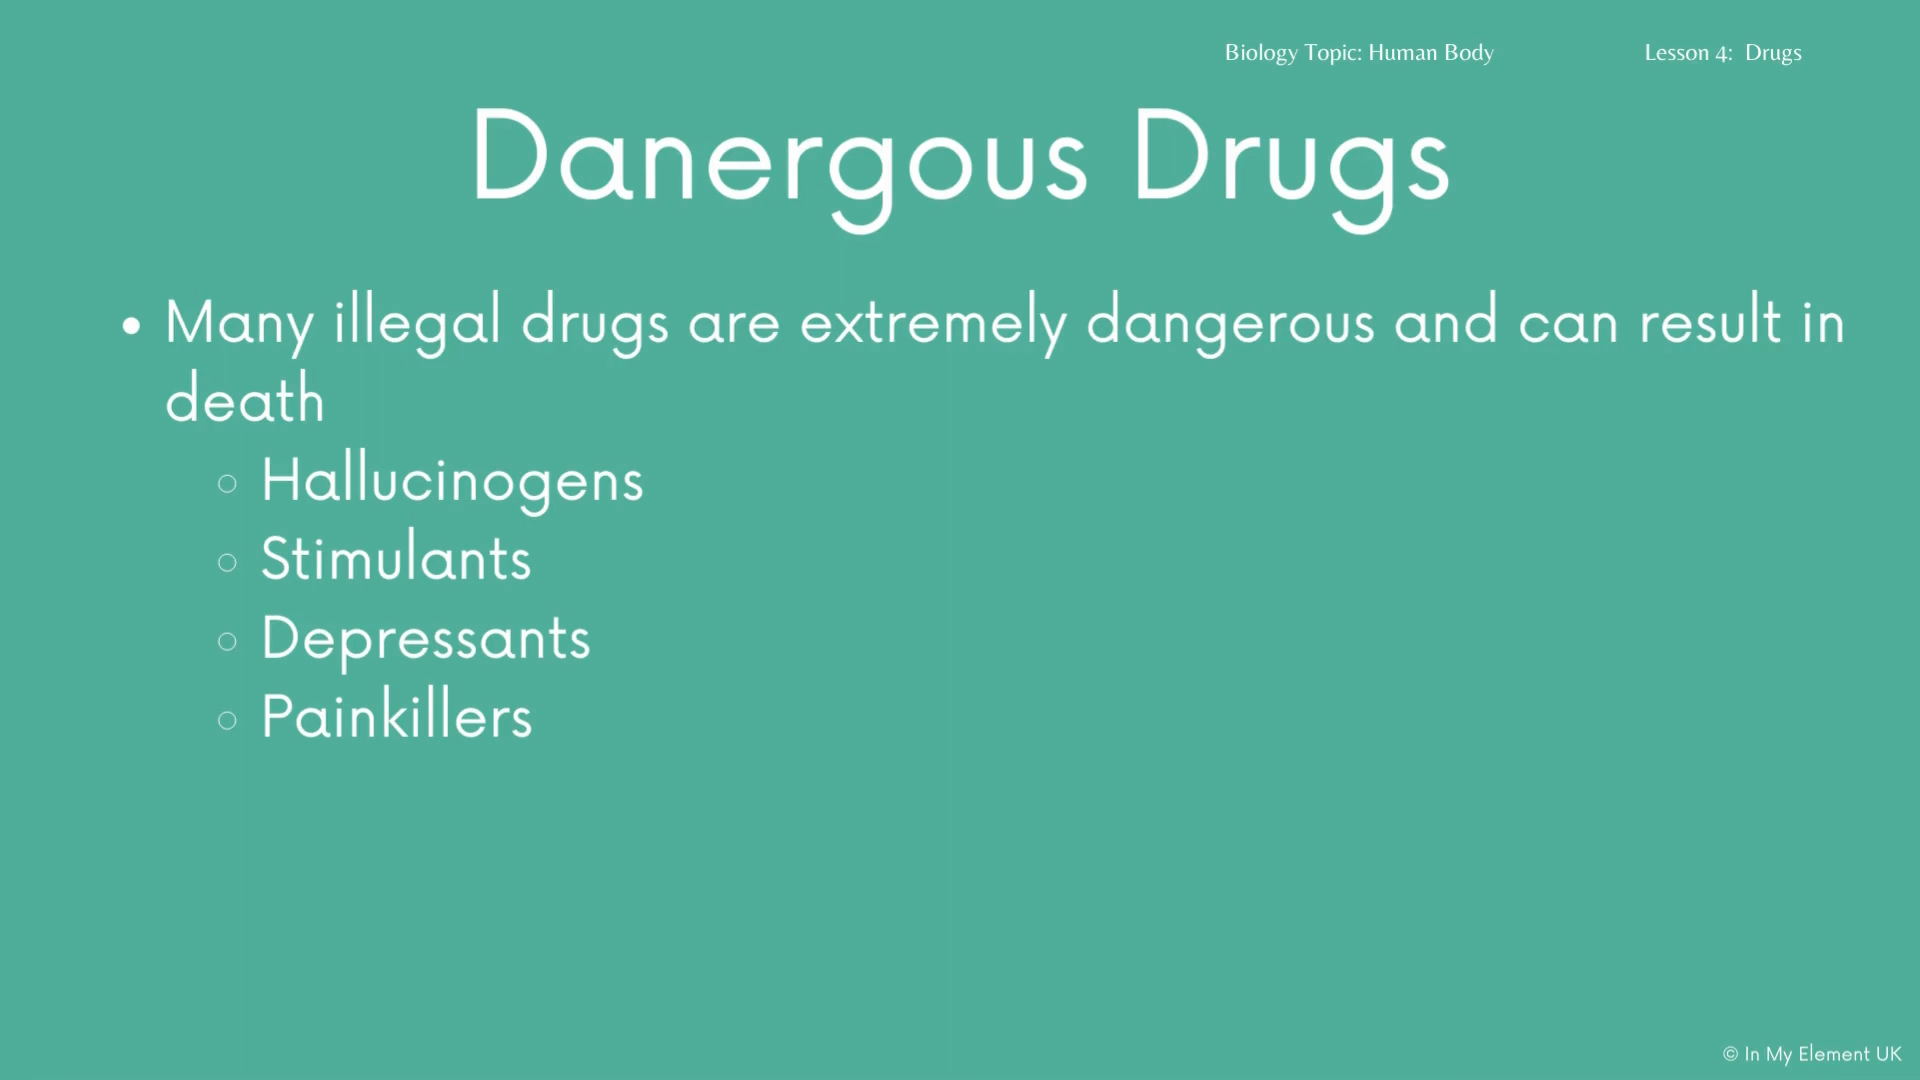 Biology Topic: Human Body Lesson 4: Drugs
Danergous Drugs
• Many illegal drugs are extremely dangerous and can result in
death
○ Hallucinogens
○ Stimulants
○ Depressants
○ Painkillers
© In My Element UK